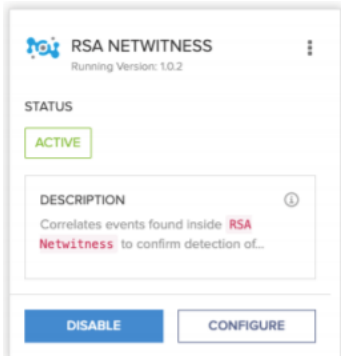 RSA NETWITNESS
Running Version: 1.0.2
STATUS
ACTIVE
DESCRIPTION
Correlates events found inside RSA
Netwitness to confirm detection of...
DISABLE
CONFIGURE